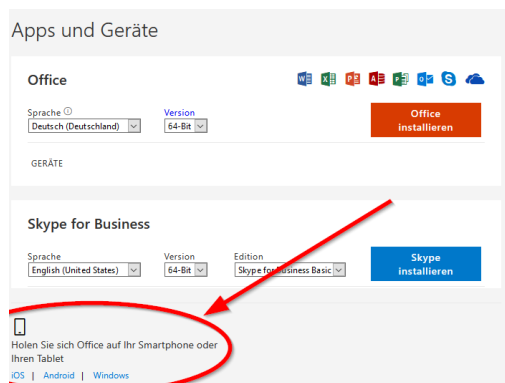 Apps und Geräte
Office
Sprache Version
Deutsch (Deutschland) 64-Bit
Office
installieren
GERÄTE
Skype for Business
Sprache Version Edition
English (United States) 64-Bit Skype for Business Basic
Skype
installieren
Holen Sie sich Office auf Ihr Smartphone oder
Ihren Tablet
iOS | Android | Windows